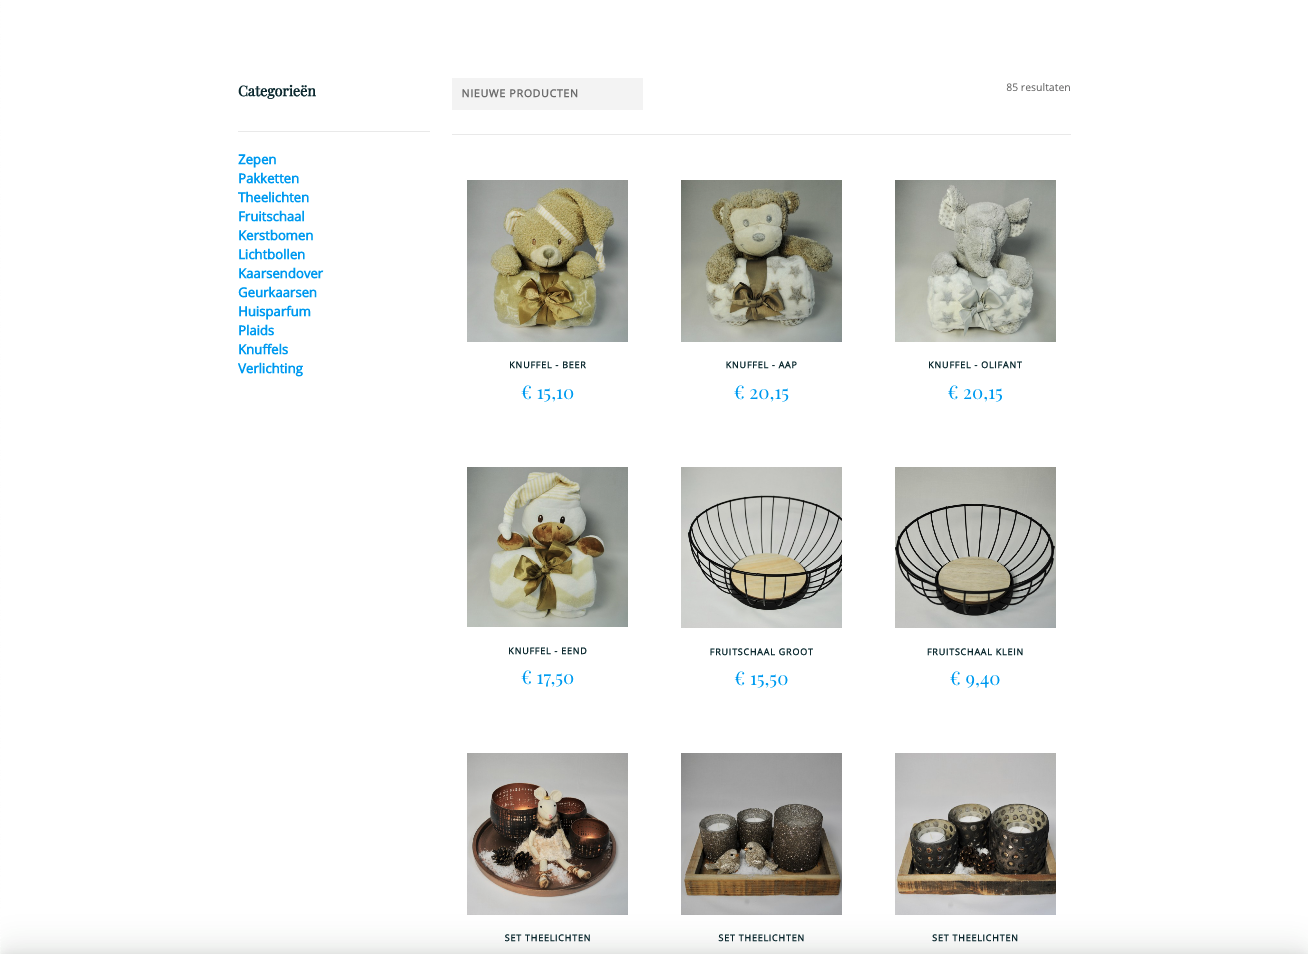 Categorieën
NIEUWE PRODUCTEN
85 resultaten
Zepen
Pakketten
Theelichten
Fruitschaal
Kerstbomen
Lichtbollen
Kaarsendover
Geurkaarsen
Huisparfum
Plaids
Knuffels
Verlichting
KNUFFEL - BEER
€ 15,10
KNUFFEL - AAP
€ 20,15
KNUFFEL - OLIFANT
€ 20,15
KNUFFEL - EEND
€ 17,50
FRUITSCHAAL GROOT
€ 15,50
FRUITSCHAAL KLEIN
€ 9,40
SET THEELICHTEN
SET THEELICHTEN
SET THEELICHTEN